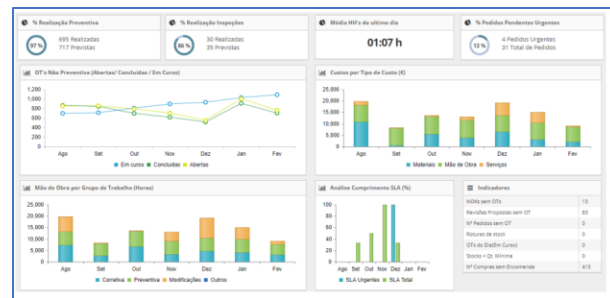 % Realização Preventiva
97 %
695 Realizadas
717 Previstas
% Realização Inspeções
86 %
30 Realizadas
35 Previstas
Média HH's do ultimo dia
01:07 h
% Pedidos Pendentes Urgentes
13 %
4 Pedidos Urgentes
31 Total de Pedidos
OT's Não Preventiva (Abertas/ Concluídas / Em Curso)
1,200
1,000
800
600
400
200
0
Ago Set Out Nov Dez Jan Fev
Em curso Concluidas Abertas
Custos por Tipo de Custo (€)
25,000
20,000
15,000
10,000
5,000
0
Ago Set Out Nov Dez Jan Fev
Materiais Mão de Obra Serviços
Mão de Obra por Grupo de Trabalho (Horas)
25,000
20,000
15,000
10,000
5,000
0
Ago Set Out Nov Dez Jan Fev
Corretiva Preventiva Modificações Outros
Análise Cumprimento SLA (%)
100
80
60
40
20
0
Ago Set Out Nov Dez Jan Fev
SLA Urgentes SLA Total
Indicadores
sem OTs 13
Revisões Propostas sem OT
Nº Pedidos sem OT 0
Roturas de stock 0
OTs do Dia(Em Curso) 0
Stocks < Qt. Mínima 0
Nº Compras sem Encomenda 413